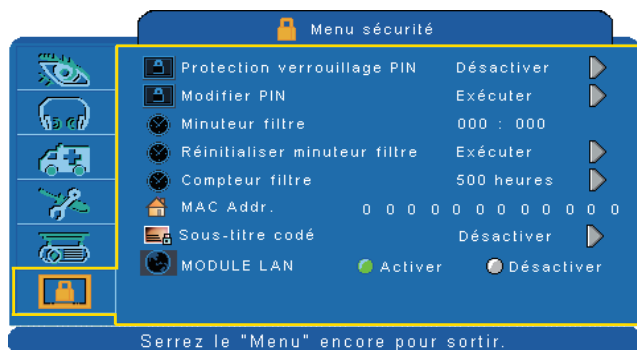 Menu sécurité
Protection verrouillage PIN Désactiver
Modifier PIN Exécuter
Minuteur filtre 000 : 000
Réinitialiser minuteur filtre Exécuter
Compteur filtre 500 heures
MAC Addr. 0 0 0 0 0 0 0 0 0 0 0 0
Sous-titre codé Désactiver
MODULE LAN Activer Désactiver
Serrez le "Menu" encore pour sortir.